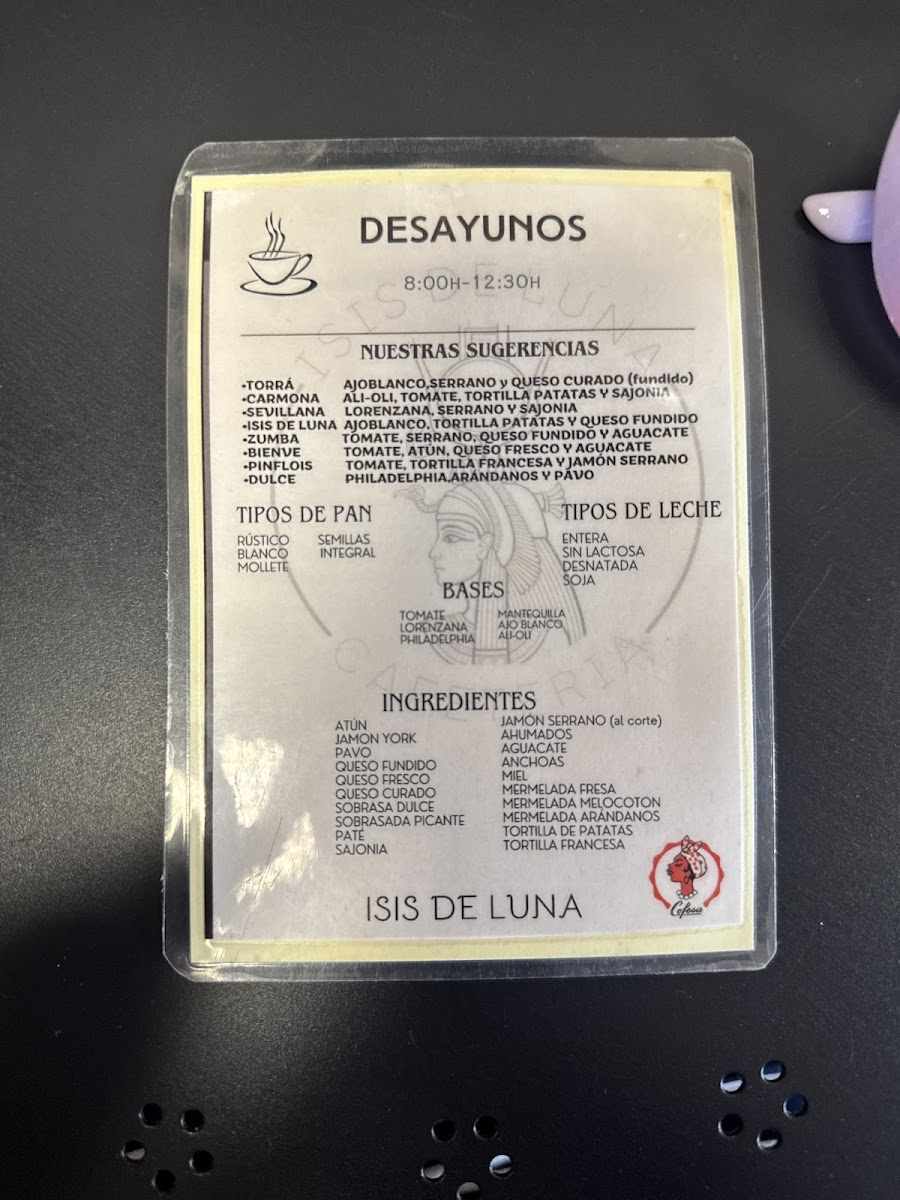 DESAYUNOS
8:00H-12:30H
NUESTRAS SUGERENCIAS
•TORRÁ AJOBLANCO,SERRANO y QUESO CURADO (fundido)
•CARMONA ALI-OLI, TOMATE, TORTILLA PATATAS Y SAJONIA
•SEVILLANA LORENZANA, SERRANO Y SAJONIA
•ISIS DE LUNA AJOBLANCO, TORTILLA PATATAS Y QUESO FUNDIDO
•ZUMBA TOMATE, SERRANO, QUESO FUNDIDO Y AGUACATE
•BIENVE TOMATE, ATÚN, QUESO FRESCO Y AGUACATE
•PINFLOIS TOMATE, TORTILLA FRANCESA Y JAMÓN SERRANO
•DULCE PHILADELPHIA,ARÁNDANOS Y PAVO
TIPOS DE PAN
RÚSTICO SEMILLAS
BLANCO INTEGRAL
MOLLETE
TIPOS DE LECHE
ENTERA
SIN LACTOSA
DESNATADA
SOJA
BASES
TOMATE MANTEQUILLA
LORENZANA AJO BLANCO
PHILADELPHIA ALI-OLI
INGREDIENTES
ATÚN
JAMON YORK
PAVO
QUESO FUNDIDO
QUESO FRESCO
QUESO CURADO
SOBRASA DULCE
SOBRASADA PICANTE
PATÉ
SAJONIA
JAMÓN SERRANO (al corte)
AHUMADOS
AGUACATE
ANCHOAS
MIEL
MERMELADA FRESA
MERMELADA MELOCOTON
MERMELADA ARÁNDANOS
TORTILLA DE PATATAS
TORTILLA FRANCESA
ISIS DE LUNA
Cofesa
ISIS DE LUNA
CAFETERIA